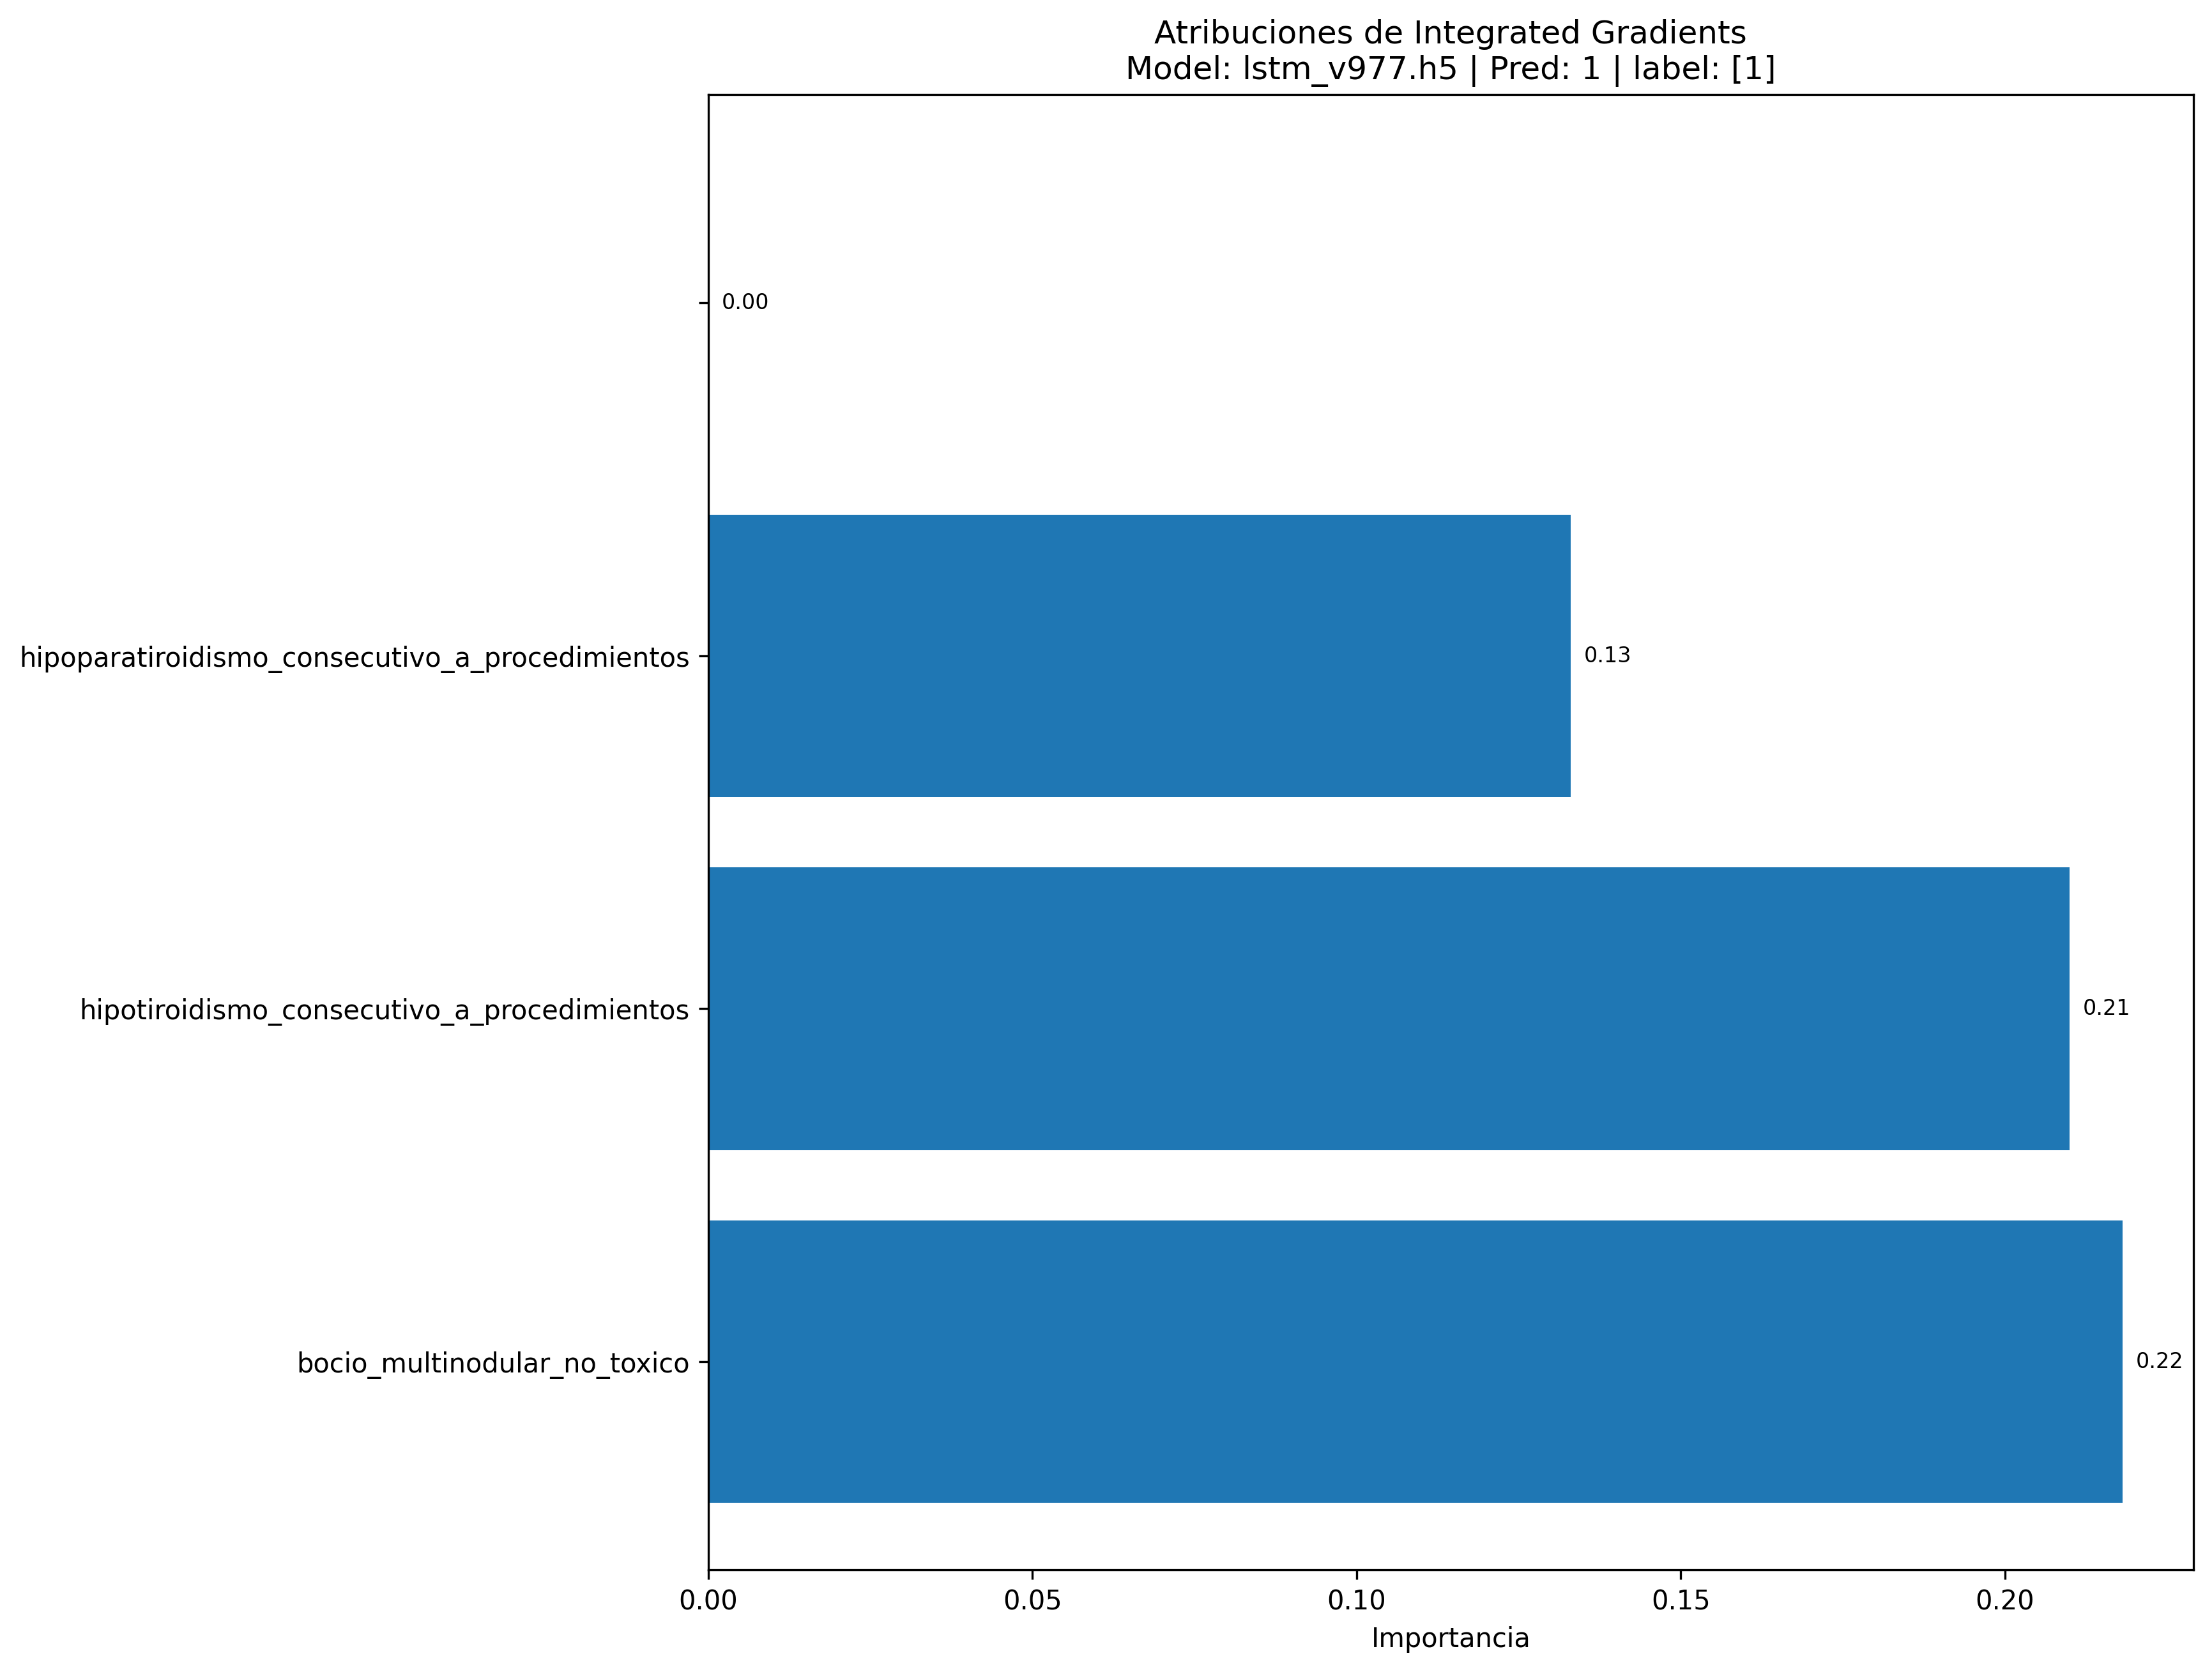 Atribuciones de Integrated Gradients
Model: lstm_v977.h5 | Pred: 1 | label: [1]
0.00
hipoparatiroidismo_consecutivo_a_procedimientos
0.13
hipotiroidismo_consecutivo_a_procedimientos
0.21
bocio_multinodular_no_toxico
0.22
0.00 0.05 0.10 0.15 0.20
Importancia